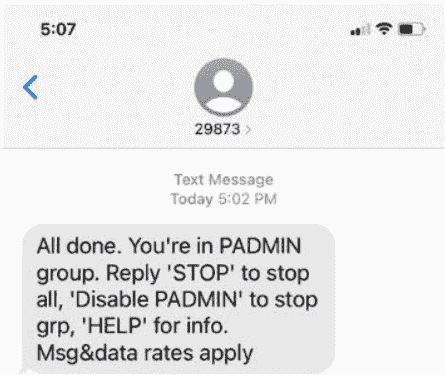 5:07
29873
Text Message
Today 5:02 PM
All done. You're in PADMIN
group. Reply 'STOP' to stop
all, 'Disable PADMIN' to stop
grp, 'HELP' for info.
Msg&data rates apply